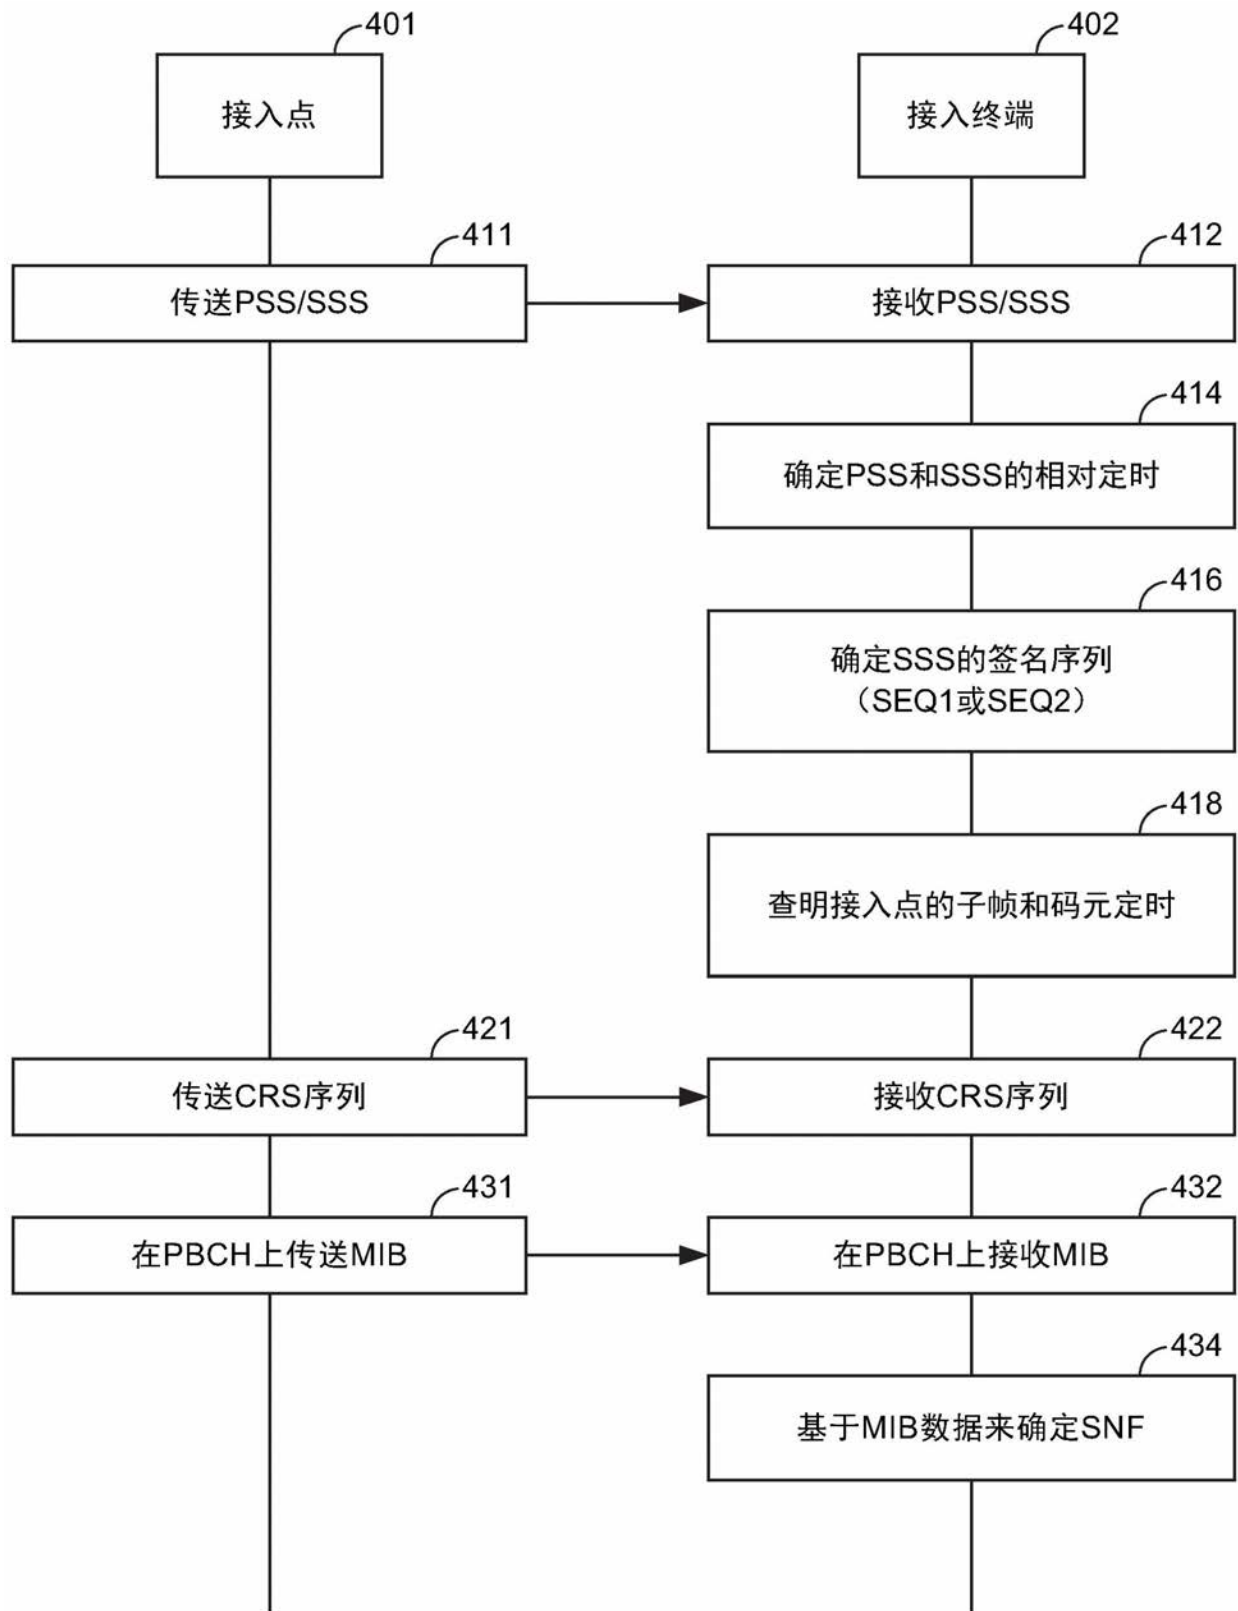 401
402
接入点
接入终端
411
412
传送PSS/SSS
接收PSS/SSS
414
确定PSS和SSS的相对定时
416
确定SSS的签名序列
（SEQ1或SEQ2）
418
查明接入点的子帧和码元定时
421
422
传送CRS序列
接收CRS序列
431
432
在PBCH上传送MIB
在PBCH上接收MIB
434
基于MIB数据来确定SNF